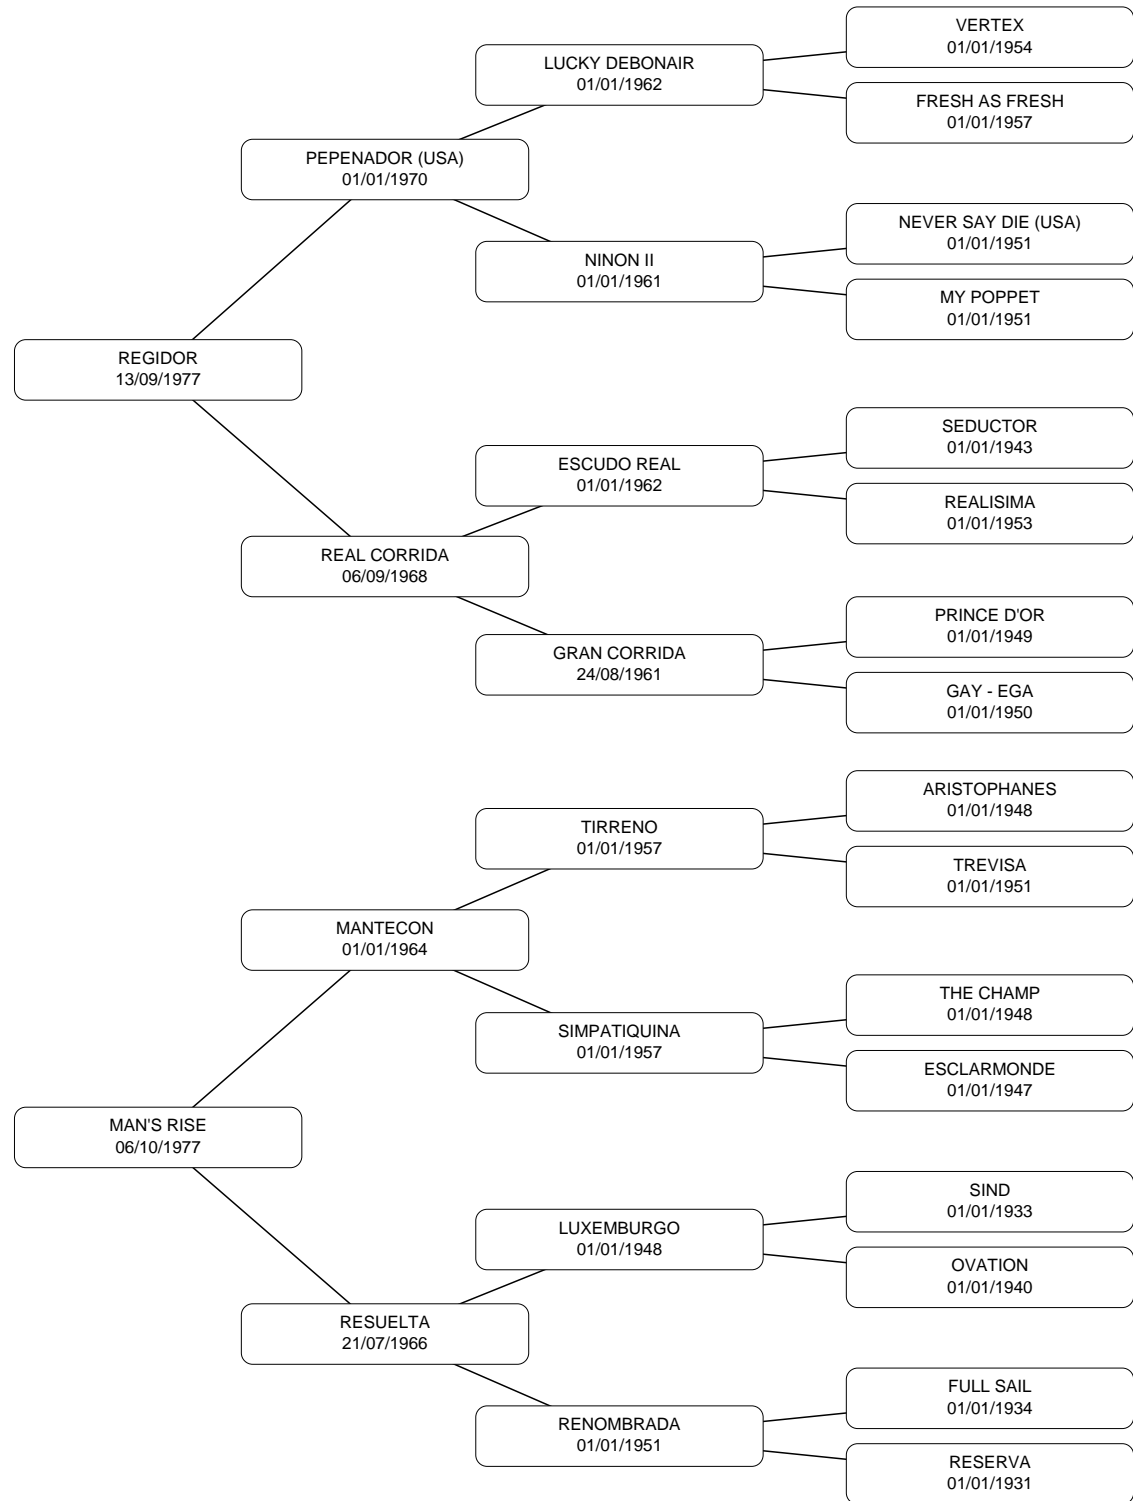 VERTEX
01/01/1954
LUCKY DEBONAIR
01/01/1962
FRESH AS FRESH
01/01/1957
PEPENADOR (USA)
01/01/1970
NEVER SAY DIE (USA)
01/01/1951
NINON II
01/01/1961
MY POPPET
01/01/1951
REGIDOR
13/09/1977
SEDUCTOR
01/01/1943
ESCUDO REAL
01/01/1962
REALISIMA
01/01/1953
REAL CORRIDA
06/09/1968
PRINCE D'OR
01/01/1949
GRAN CORRIDA
24/08/1961
GAY - EGA
01/01/1950
ARISTOPHANES
01/01/1948
TIRRENO
01/01/1957
TREVISA
01/01/1951
MANTECON
01/01/1964
THE CHAMP
01/01/1948
SIMPATIQUINA
01/01/1957
ESCLARMONDE
01/01/1947
MAN'S RISE
06/10/1977
SIND
01/01/1933
LUXEMBURGO
01/01/1948
OVATION
01/01/1940
RESUELTA
21/07/1966
FULL SAIL
01/01/1934
RENOMBRADA
01/01/1951
RESERVA
01/01/1931